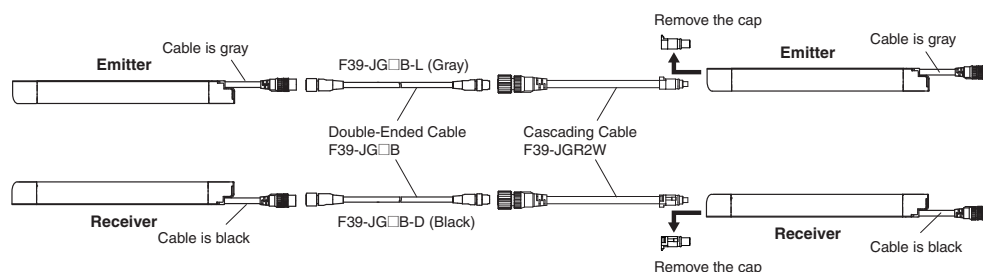 Remove the cap
Cable is gray
Emitter
F39-JG□B-L (Gray)
Emitter
Cable is gray
Double-Ended Cable
F39-JG□B
Cascading Cable
F39-JGR2W
Receiver
Cable is black
F39-JG□B-D (Black)
Receiver
Cable is black
Remove the cap